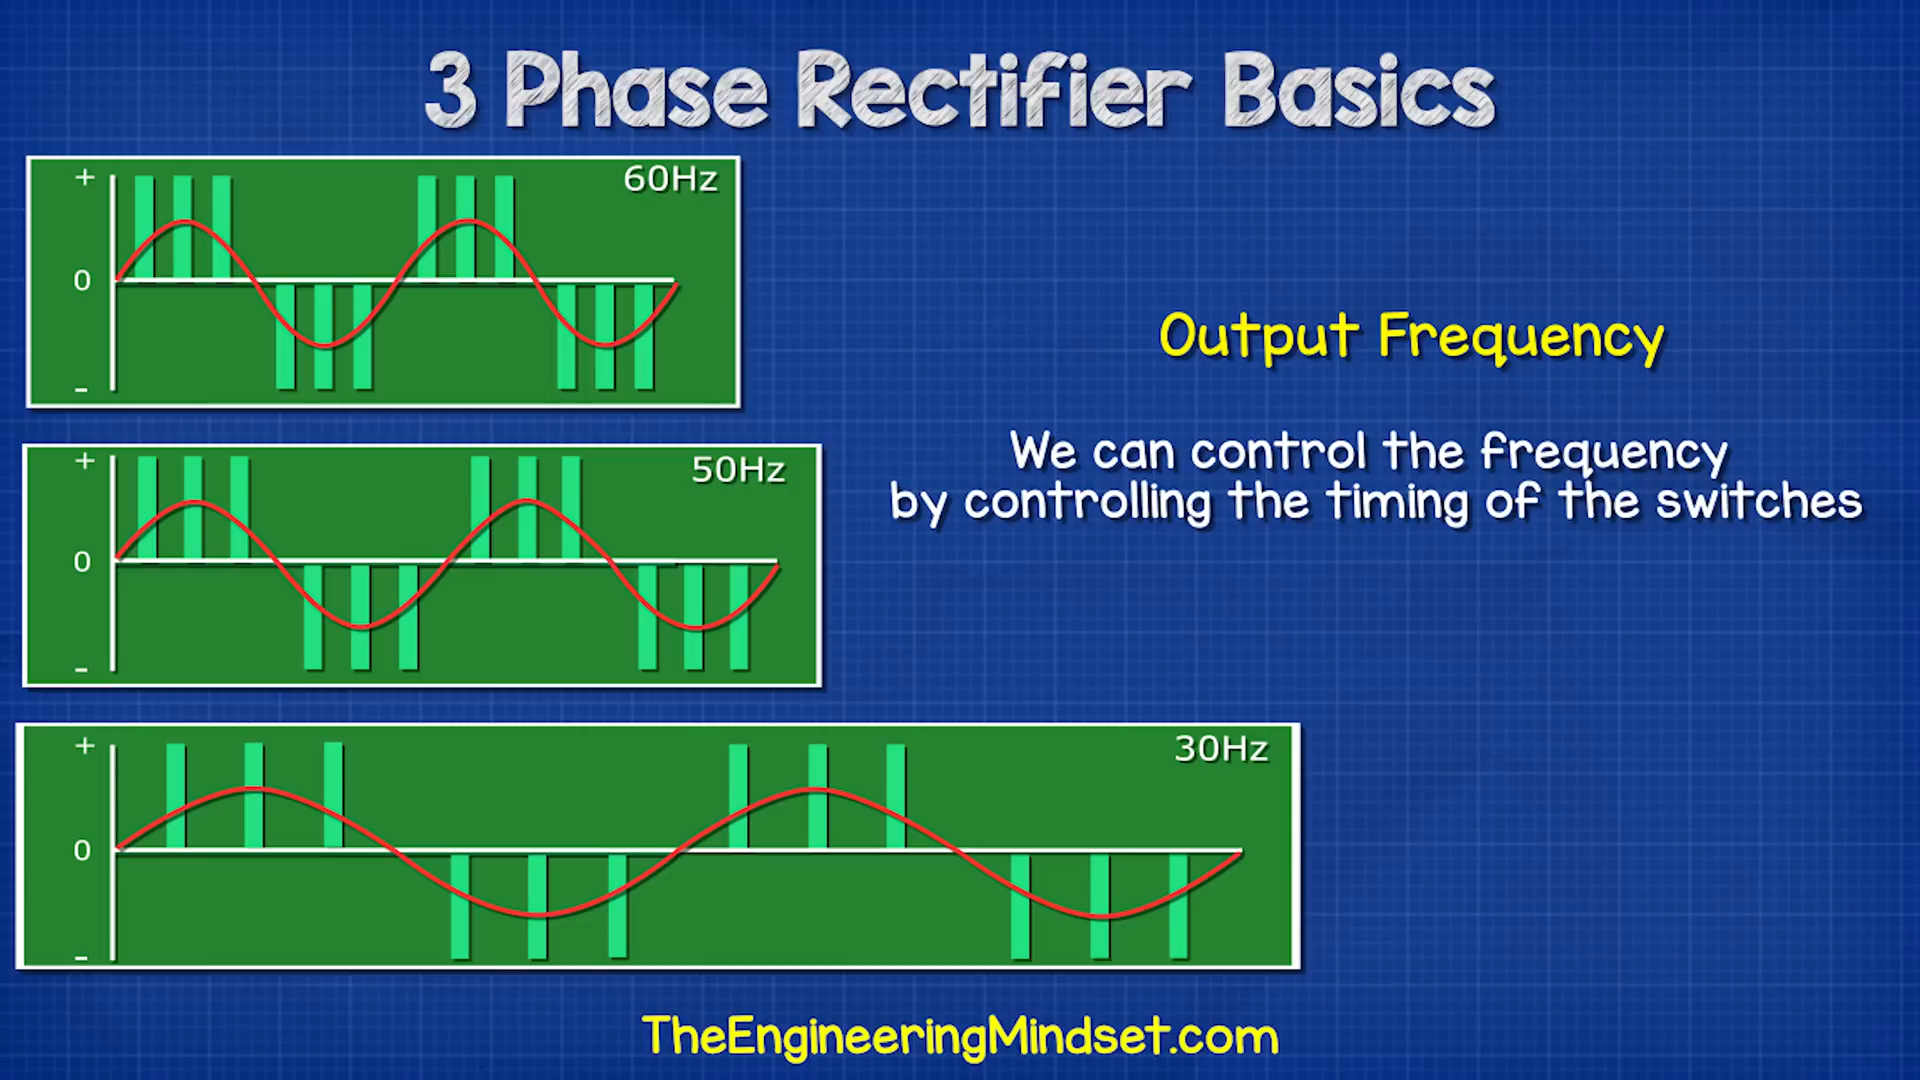 3 Phase Rectifier Basics
+
60Hz
0
-
+
50Hz
0
-
Output Frequency
We can control the frequency
by controlling the timing of the switches
+
30Hz
0
-
TheEngineeringMindset.com